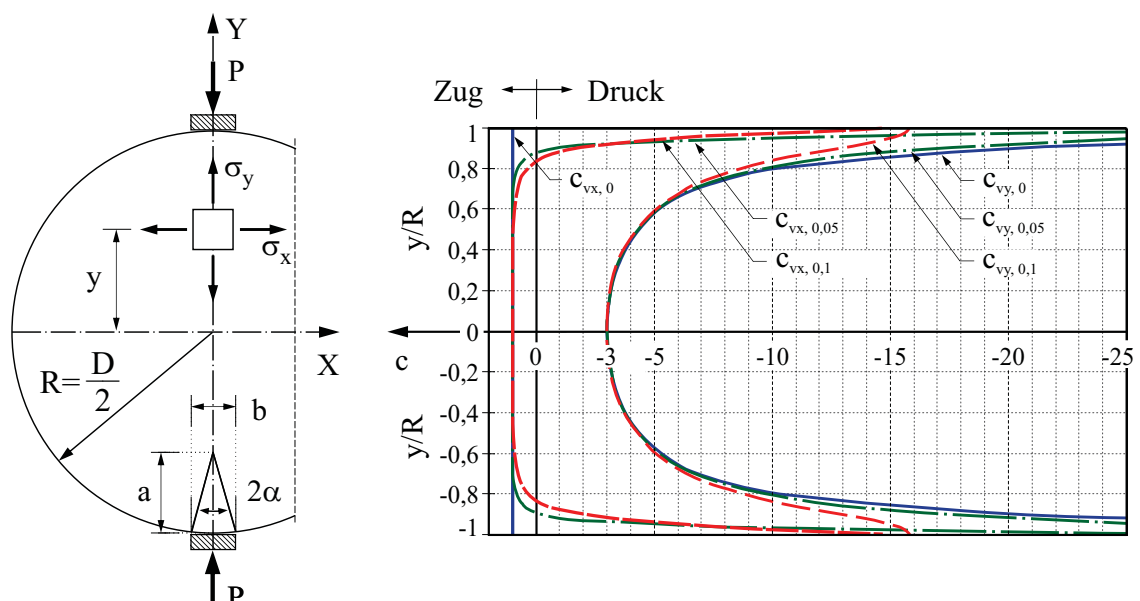 Y
P
σy
σx
y
X
R=D/2
b
a
2α
P
Zug
Druck
1
0,8
0,6
0,4
0,2
0
-0,2
-0,4
-0,6
-0,8
-1
y/R
y/R
c
0
-3
-5
-10
-15
-20
-25
cvx, 0
cvy, 0
cvx, 0,05
cvy, 0,05
cvx, 0,1
cvy, 0,1